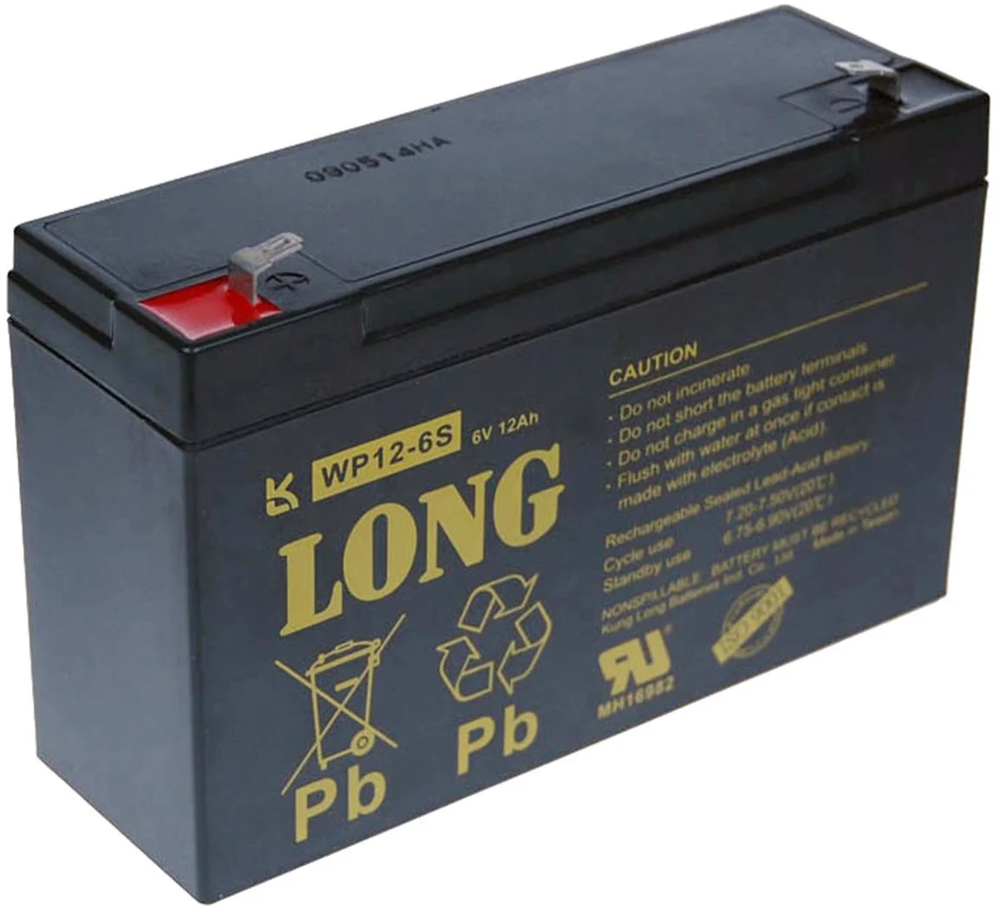 090514HA
+
-
WP12-6S 6V 12Ah
LONG
Pb
Pb
CAUTION
· Do not incinerate
· Do not short the battery terminals
· Do not charge in a gas tight container
· Flush with water at once if contact is
made with electrolyte (Acid).
Rechargeable Sealed Lead-Acid Battery
Cycle use 7.20-7.50V(20℃)
Standby use 6.75-6.90V(20℃)
NONSPILLABLE BATTERY MUST BE RECYCLED
Kung Long Batteries Ind. Co., Ltd Made in Taiwan
MH16982
ISO 9001